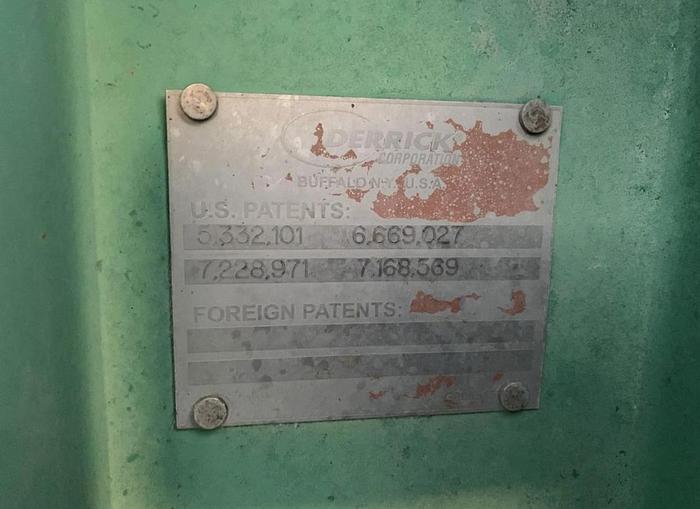 DERRICK
CORPORATION
BUFFALO N.Y. U.S.A.
U.S. PATENTS:
5,332,101 6,669,027
7,228,971 7,168,569
FOREIGN PATENTS: